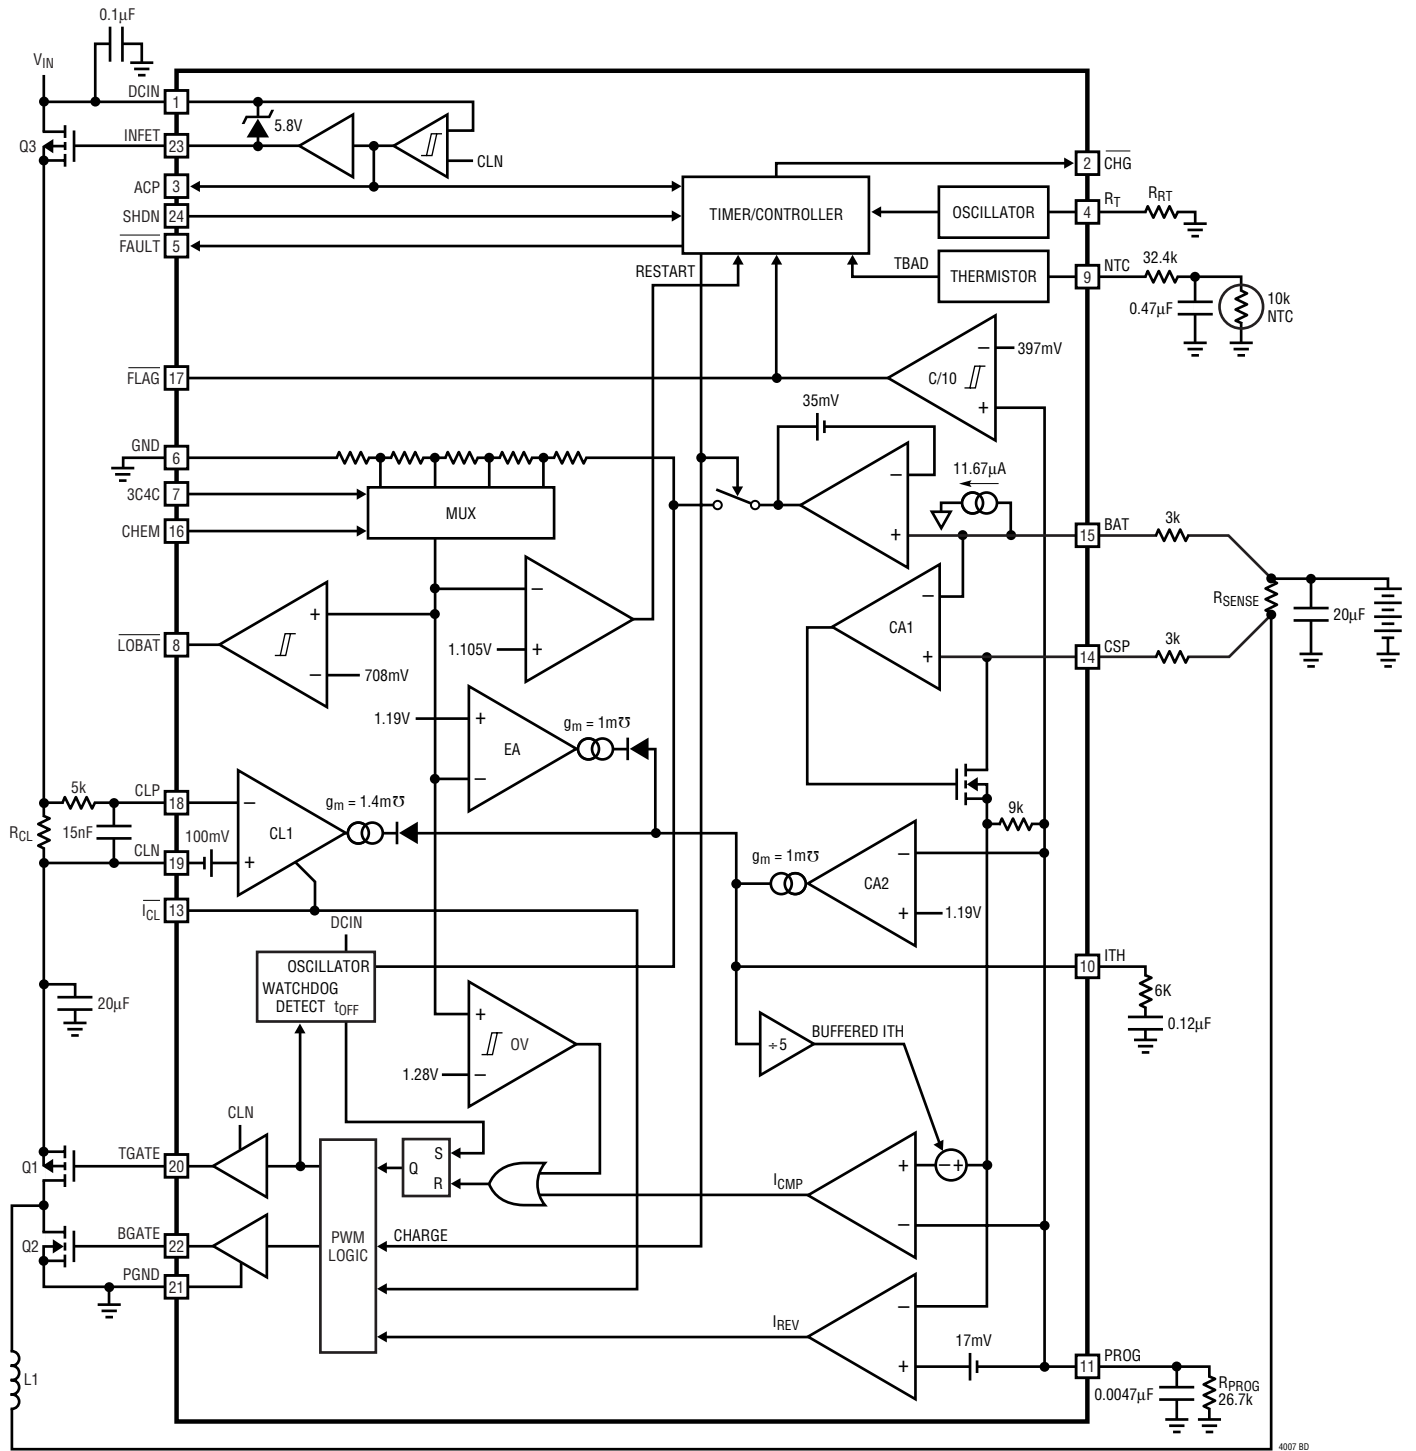 0.1µF
VIN
DCIN
1
5.8V
INFET
23
Q3
CLN
ACP
3
SHDN
24
FAULT
5
TIMER/CONTROLLER
2
CHG
OSCILLATOR
4
RT
RRT
RESTART
TBAD
THERMISTOR
9
NTC
32.4k
0.47µF
10k
NTC
FLAG
17
C/10
–
397mV
+
35mV
GND
6
3C4C
7
CHEM
16
MUX
–
+
11.67µA
15
BAT
3k
RSENSE
20µF
LOBAT
8
+
–
708mV
–
1.105V
+
CA1
–
+
14
CSP
3k
1.19V
+
EA
–
gm = 1m℧
5k
CLP
18
RCL
15nF
CLN
19
100mV
–
CL1
+
gm = 1.4m℧
9k
gm = 1m℧
CA2
–
+
1.19V
ICL
13
DCIN
OSCILLATOR
WATCHDOG
DETECT tOFF
20µF
10
ITH
6K
0.12µF
+
OV
1.28V
–
÷5
BUFFERED ITH
CLN
TGATE
20
Q1
S
Q
R
ICMP
+
– +
–
BGATE
22
Q2
PGND
21
PWM
LOGIC
CHARGE
IREV
–
+
17mV
11
PROG
0.0047µF
RPROG
26.7k
L1
4007 BD